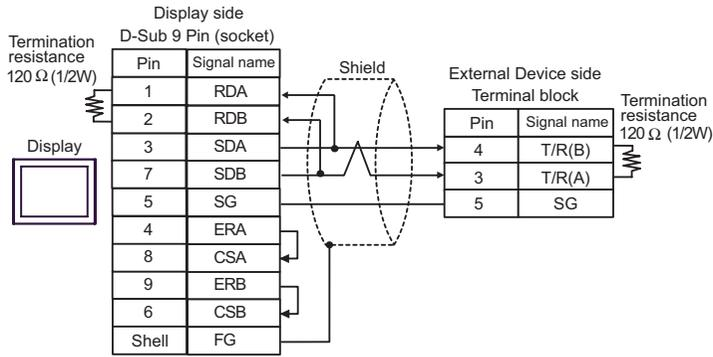 Display side
D-Sub 9 Pin (socket)
Termination
resistance
120 Ω (1/2W)
Display
Pin Signal name
1 RDA
2 RDB
3 SDA
7 SDB
5 SG
4 ERA
8 CSA
9 ERB
6 CSB
Shell FG
Shield
External Device side
Terminal block
Pin Signal name
4 T/R(B)
3 T/R(A)
5 SG
Termination
resistance
120 Ω (1/2W)